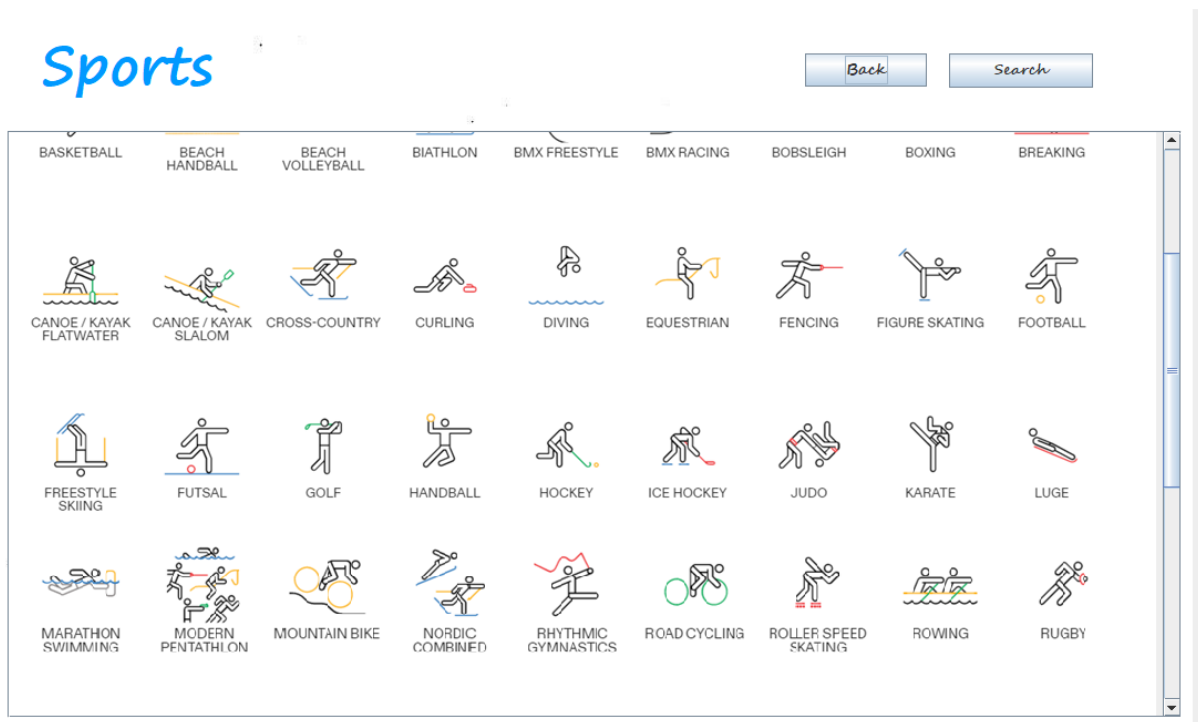 Sports
Back
Search
BASKETBALL
BEACH
HANDBALL
BEACH
VOLLEYBALL
BIATHLON
BMX FREESTYLE
BMX RACING
BOBSLEIGH
BOXING
BREAKING
CANOE / KAYAK
FLATWATER
CANOE / KAYAK
SLALOM
CROSS-COUNTRY
CURLING
DIVING
EQUESTRIAN
FENCING
FIGURE SKATING
FOOTBALL
FREESTYLE
SKIING
FUTSAL
GOLF
HANDBALL
HOCKEY
ICE HOCKEY
JUDO
KARATE
LUGE
MARATHON
SWIMMING
MODERN
PENTATHLON
MOUNTAIN BIKE
NORDIC
COMBINED
RHYTHMIC
GYMNASTICS
ROAD CYCLING
ROLLER SPEED
SKATING
ROWING
RUGBY